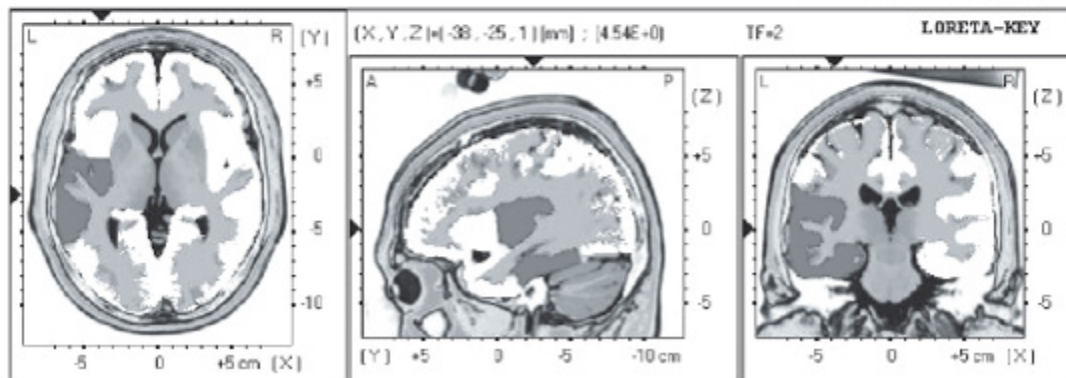 (X, Y, Z)=(-38, -25, 1) [mm] ; (4.54E+0) TF=2 LORETA-KEY
L R (Y)
+5
0
-5
-10
-5 0 +5 cm (X)
A P (Z)
+5
0
-5
(Y) +5 0 -5 -10 cm
L R (Z)
+5
0
-5
-5 0 +5 cm (X)